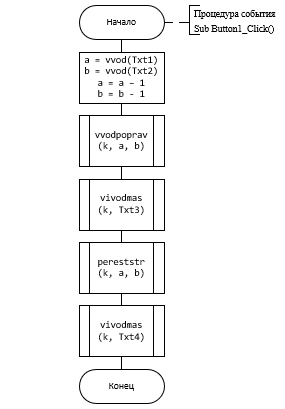 Начало
Процедура события
Sub Button1_Click()
a = vvod(Txt1)
b = vvod(Txt2)
a = a – 1
b = b - 1
vvodpoprav
(k, a, b)
vivodmas
(k, Txt3)
pereststr
(k, a, b)
vivodmas
(k, Txt4)
Конец